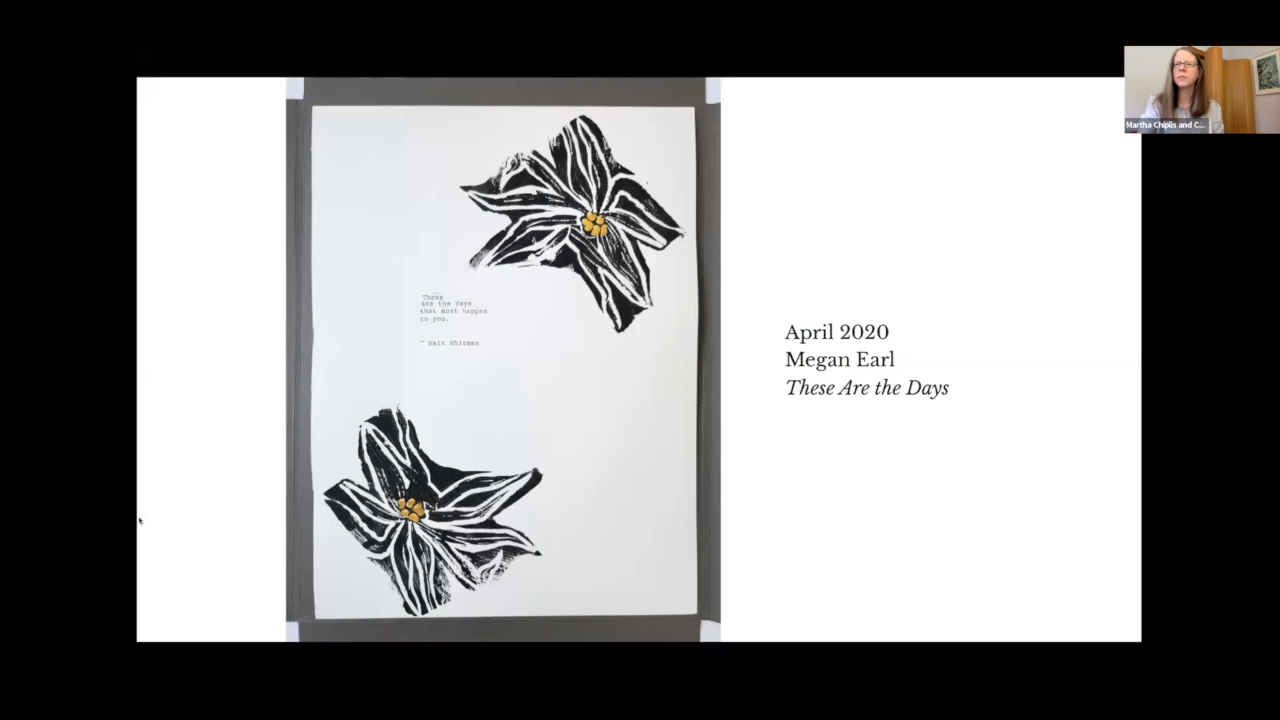 Martha Chiplis and C...
These
are the days
that must happen
to you.
- Walt Whitman
April 2020
Megan Earl
These Are the Days